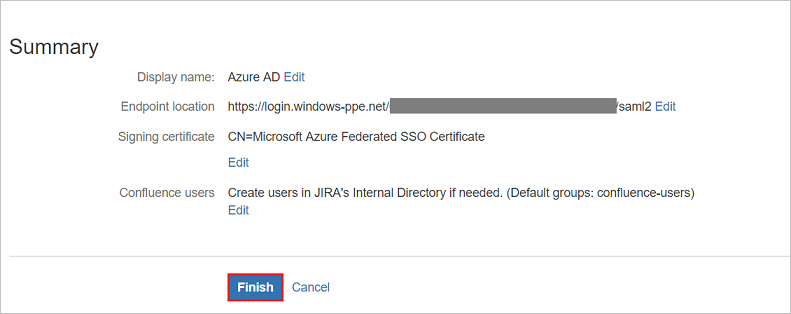 Summary
Display name: Azure AD Edit
Endpoint location https://login.windows-ppe.net/ /saml2 Edit
Signing certificate CN=Microsoft Azure Federated SSO Certificate
Edit
Confluence users Create users in JIRA's Internal Directory if needed. (Default groups: confluence-users)
Edit
Finish Cancel